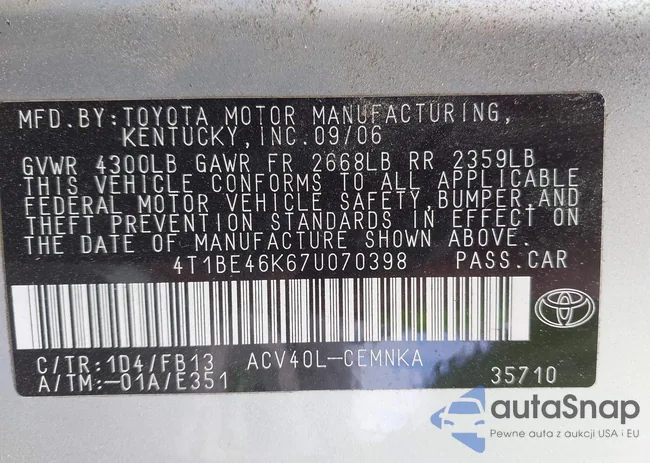 MFD.BY:TOYOTA MOTOR MANUFACTURING,
KENTUCKY,INC.09/06
GVWR 4300LB GAWR FR 2668LB RR 2359LB
THIS VEHICLE CONFORMS TO ALL APPLICABLE
FEDERAL MOTOR VEHICLE SAFETY,BUMPER,AND
THEFT PREVENTION STANDARDS IN EFFECT ON
THE DATE OF MANUFACTURE SHOWN ABOVE.
4T1BE46K67U070398 PASS.CAR
C/TR:1D4/FB13 ACV40L-CEMNKA
A/TM:-01A/E351 35710
autaSnap
Pewne auta z aukcji USA i EU